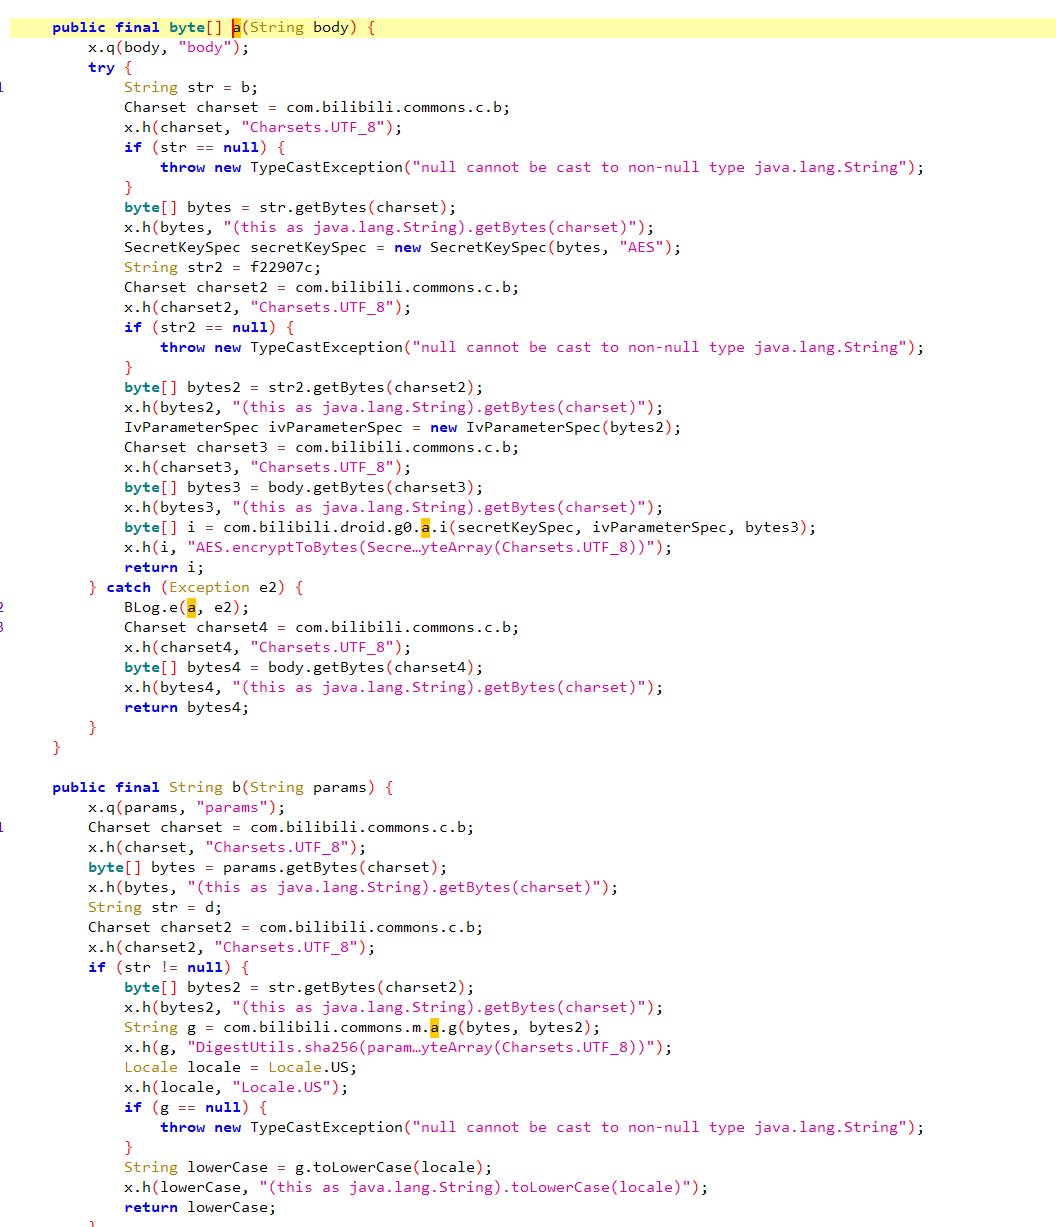 public final byte[] a(String body) {
x.q(body, "body");
try {
1
String str = b;
Charset charset = com.bilibili.commons.c.b;
x.h(charset, "Charsets.UTF_8");
if (str == null) {
throw new TypeCastException("null cannot be cast to non-null type java.lang.String");
}
byte[] bytes = str.getBytes(charset);
x.h(bytes, "(this as java.lang.String).getBytes(charset)");
SecretKeySpec secretKeySpec = new SecretKeySpec(bytes, "AES");
String str2 = f22907c;
Charset charset2 = com.bilibili.commons.c.b;
x.h(charset2, "Charsets.UTF_8");
if (str2 == null) {
throw new TypeCastException("null cannot be cast to non-null type java.lang.String");
}
byte[] bytes2 = str2.getBytes(charset2);
x.h(bytes2, "(this as java.lang.String).getBytes(charset)");
IvParameterSpec ivParameterSpec = new IvParameterSpec(bytes2);
Charset charset3 = com.bilibili.commons.c.b;
x.h(charset3, "Charsets.UTF_8");
byte[] bytes3 = body.getBytes(charset3);
x.h(bytes3, "(this as java.lang.String).getBytes(charset)");
byte[] i = com.bilibili.droid.g0.a.i(secretKeySpec, ivParameterSpec, bytes3);
x.h(i, "AES.encryptToBytes(Secre…yteArray(Charsets.UTF_8))");
return i;
} catch (Exception e2) {
2
BLog.e(a, e2);
3
Charset charset4 = com.bilibili.commons.c.b;
x.h(charset4, "Charsets.UTF_8");
byte[] bytes4 = body.getBytes(charset4);
x.h(bytes4, "(this as java.lang.String).getBytes(charset)");
return bytes4;
}
}
public final String b(String params) {
x.q(params, "params");
1
Charset charset = com.bilibili.commons.c.b;
x.h(charset, "Charsets.UTF_8");
byte[] bytes = params.getBytes(charset);
x.h(bytes, "(this as java.lang.String).getBytes(charset)");
String str = d;
Charset charset2 = com.bilibili.commons.c.b;
x.h(charset2, "Charsets.UTF_8");
if (str != null) {
byte[] bytes2 = str.getBytes(charset2);
x.h(bytes2, "(this as java.lang.String).getBytes(charset)");
String g = com.bilibili.commons.m.a.g(bytes, bytes2);
x.h(g, "DigestUtils.sha256(param…yteArray(Charsets.UTF_8))");
Locale locale = Locale.US;
x.h(locale, "Locale.US");
if (g == null) {
throw new TypeCastException("null cannot be cast to non-null type java.lang.String");
}
String lowerCase = g.toLowerCase(locale);
x.h(lowerCase, "(this as java.lang.String).toLowerCase(locale)");
return lowerCase;
}